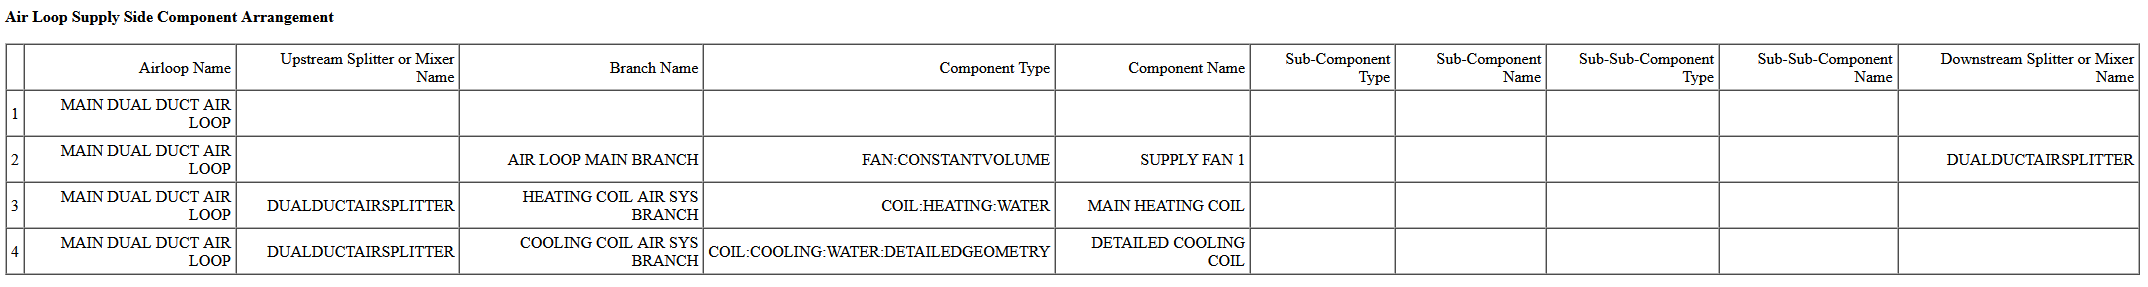 Air Loop Supply Side Component Arrangement
Airloop Name Upstream Splitter or Mixer Name Branch Name Component Type Component Name Sub-Component Type Sub-Component Name Sub-Sub-Component Type Sub-Sub-Component Name Downstream Splitter or Mixer Name
1 MAIN DUAL DUCT AIR LOOP
2 MAIN DUAL DUCT AIR LOOP AIR LOOP MAIN BRANCH FAN:CONSTANTVOLUME SUPPLY FAN 1 DUALDUCTAIRSPLITTER
3 MAIN DUAL DUCT AIR LOOP DUALDUCTAIRSPLITTER HEATING COIL AIR SYS BRANCH COIL:HEATING:WATER MAIN HEATING COIL
4 MAIN DUAL DUCT AIR LOOP DUALDUCTAIRSPLITTER COOLING COIL AIR SYS BRANCH COIL:COOLING:WATER:DETAILEDGEOMETRY DETAILED COOLING COIL